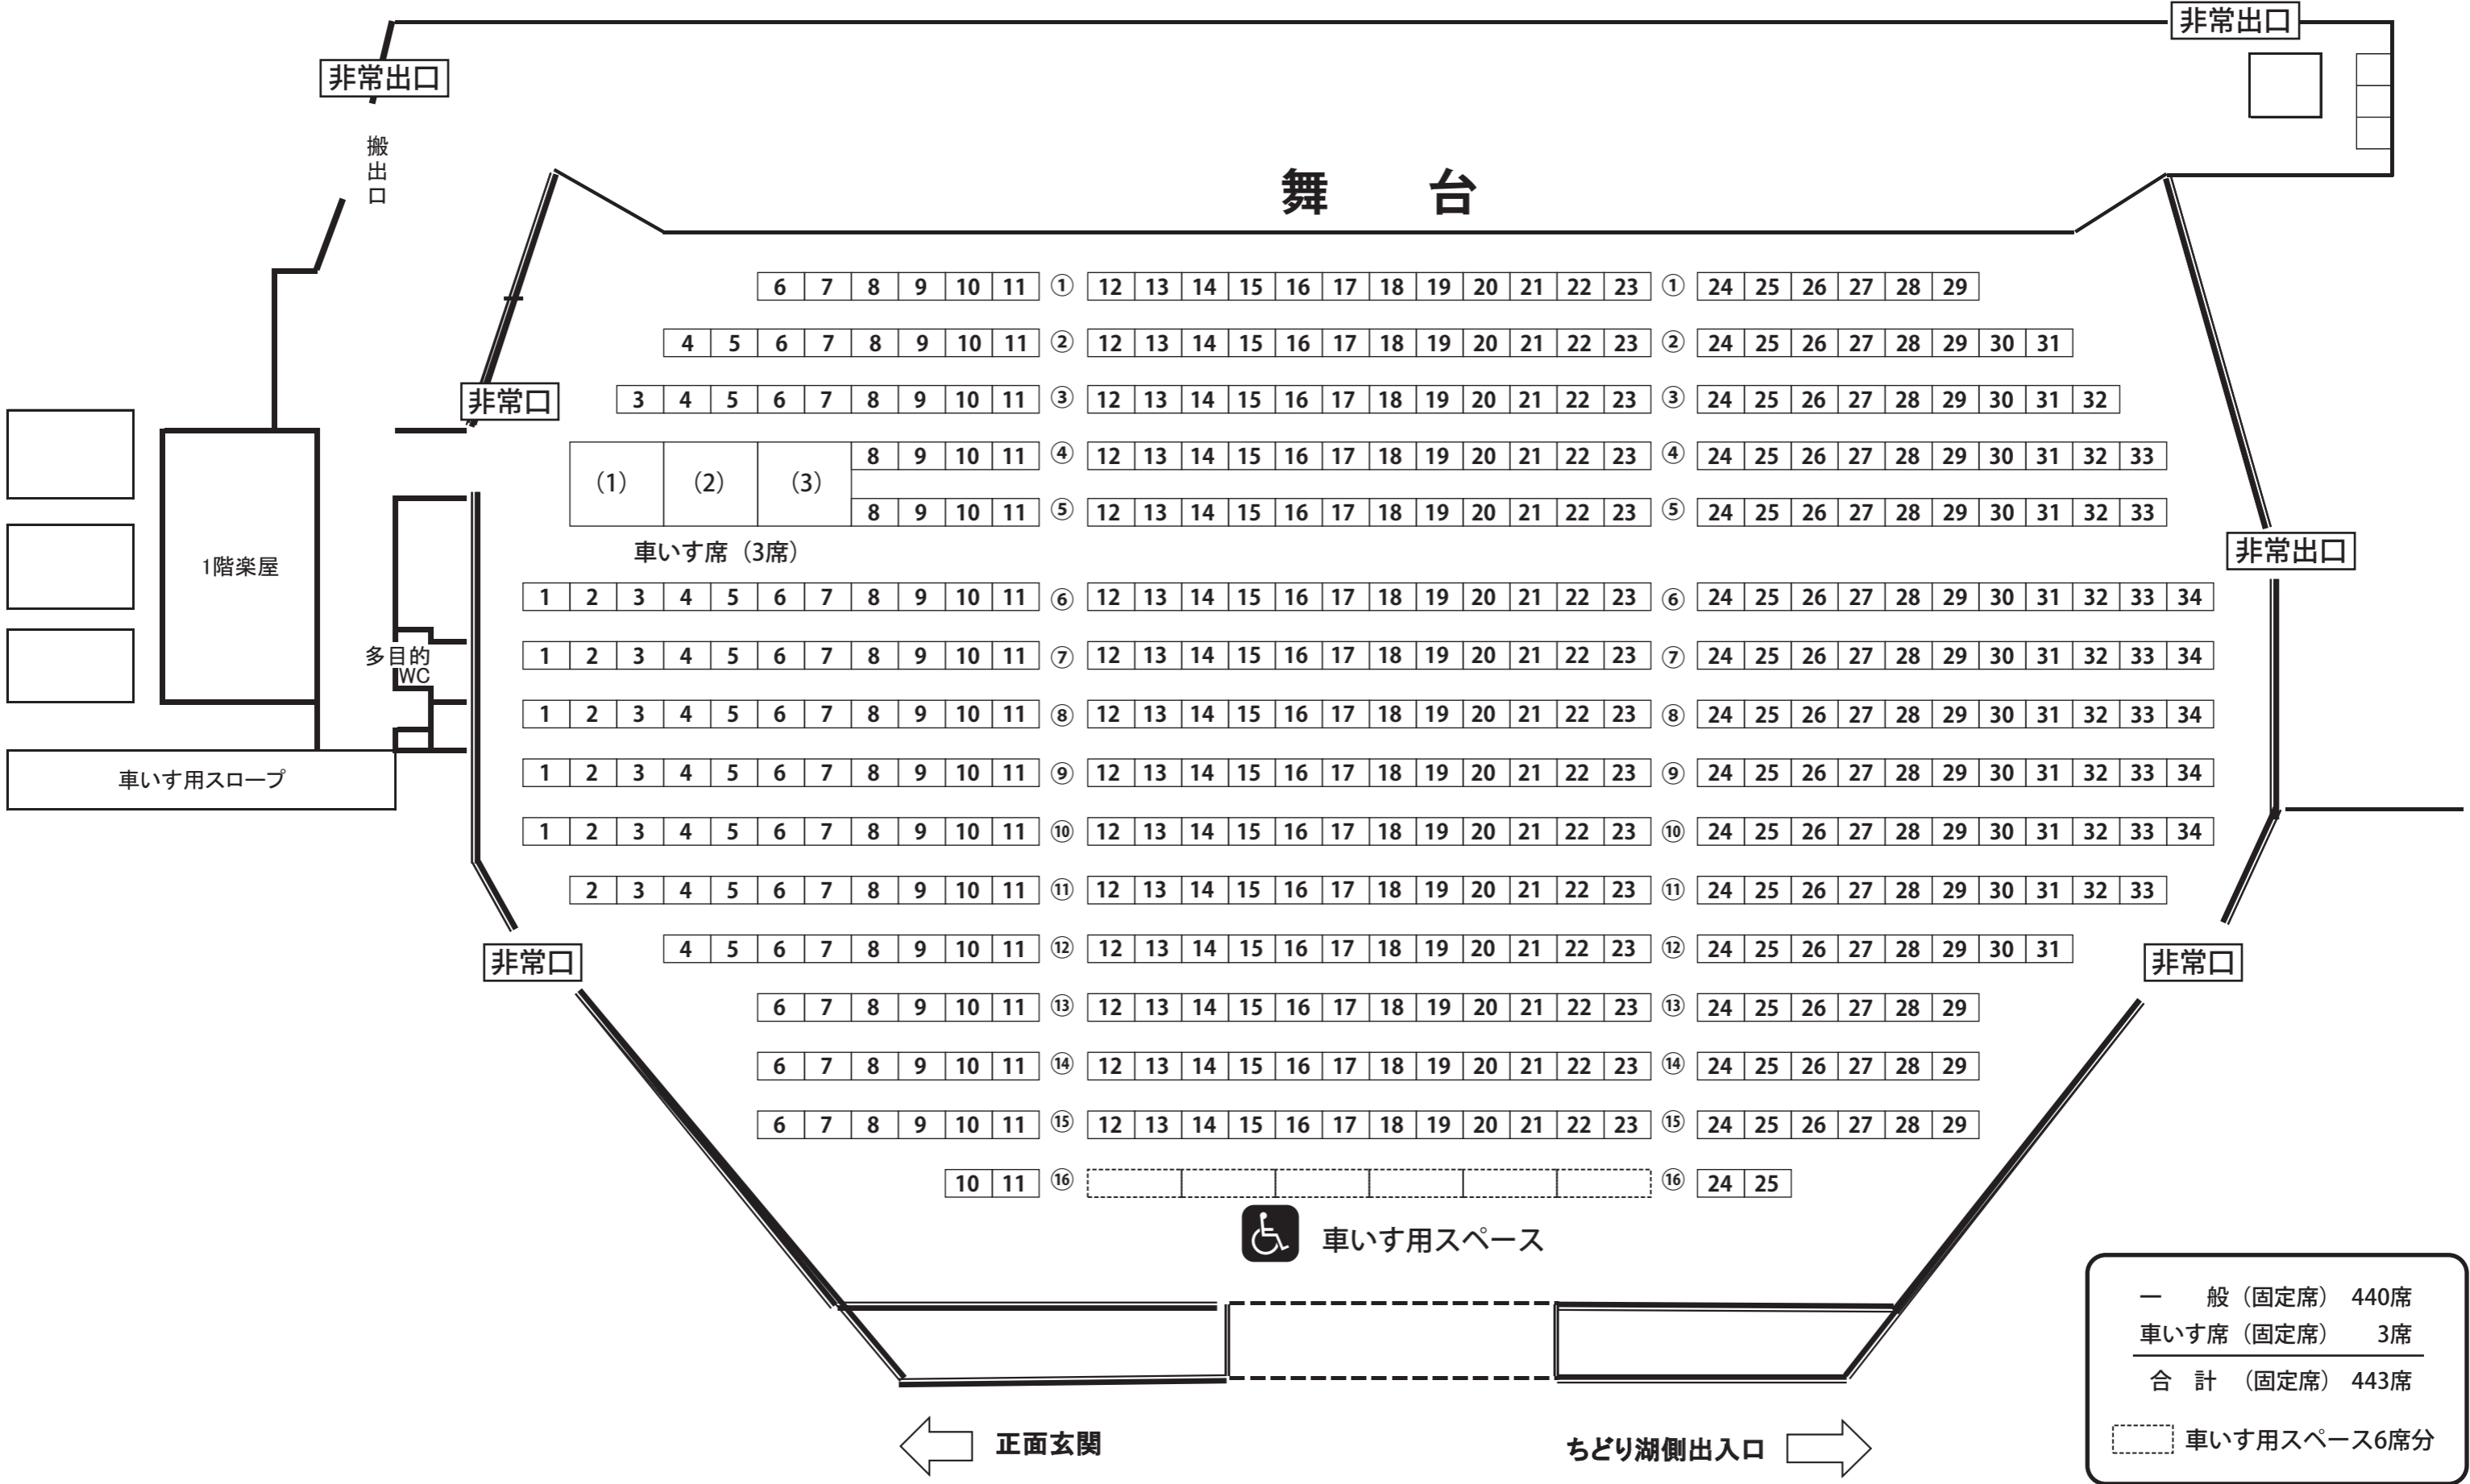 非常出口
非常出口
搬出口
舞 台
6 7 8 9 10 11 ① 12 13 14 15 16 17 18 19 20 21 22 23 ① 24 25 26 27 28 29
4 5 6 7 8 9 10 11 ② 12 13 14 15 16 17 18 19 20 21 22 23 ② 24 25 26 27 28 29 30 31
非常口
3 4 5 6 7 8 9 10 11 ③ 12 13 14 15 16 17 18 19 20 21 22 23 ③ 24 25 26 27 28 29 30 31 32
8 9 10 11 ④ 12 13 14 15 16 17 18 19 20 21 22 23 ④ 24 25 26 27 28 29 30 31 32 33
(1) (2) (3)
8 9 10 11 ⑤ 12 13 14 15 16 17 18 19 20 21 22 23 ⑤ 24 25 26 27 28 29 30 31 32 33
車いす席（3席）
非常出口
1階楽屋
1 2 3 4 5 6 7 8 9 10 11 ⑥ 12 13 14 15 16 17 18 19 20 21 22 23 ⑥ 24 25 26 27 28 29 30 31 32 33 34
多目的
WC
1 2 3 4 5 6 7 8 9 10 11 ⑦ 12 13 14 15 16 17 18 19 20 21 22 23 ⑦ 24 25 26 27 28 29 30 31 32 33 34
1 2 3 4 5 6 7 8 9 10 11 ⑧ 12 13 14 15 16 17 18 19 20 21 22 23 ⑧ 24 25 26 27 28 29 30 31 32 33 34
車いす用スロープ
1 2 3 4 5 6 7 8 9 10 11 ⑨ 12 13 14 15 16 17 18 19 20 21 22 23 ⑨ 24 25 26 27 28 29 30 31 32 33 34
1 2 3 4 5 6 7 8 9 10 11 ⑩ 12 13 14 15 16 17 18 19 20 21 22 23 ⑩ 24 25 26 27 28 29 30 31 32 33 34
2 3 4 5 6 7 8 9 10 11 ⑪ 12 13 14 15 16 17 18 19 20 21 22 23 ⑪ 24 25 26 27 28 29 30 31 32 33
4 5 6 7 8 9 10 11 ⑫ 12 13 14 15 16 17 18 19 20 21 22 23 ⑫ 24 25 26 27 28 29 30 31
非常口
非常口
6 7 8 9 10 11 ⑬ 12 13 14 15 16 17 18 19 20 21 22 23 ⑬ 24 25 26 27 28 29
6 7 8 9 10 11 ⑭ 12 13 14 15 16 17 18 19 20 21 22 23 ⑭ 24 25 26 27 28 29
6 7 8 9 10 11 ⑮ 12 13 14 15 16 17 18 19 20 21 22 23 ⑮ 24 25 26 27 28 29
10 11 ⑯ ⑯ 24 25
車いす用スペース
一 般（固定席） 440席
車いす席（固定席） 3席
合 計 （固定席） 443席
車いす用スペース6席分
正面玄関
ちどり湖側出入口